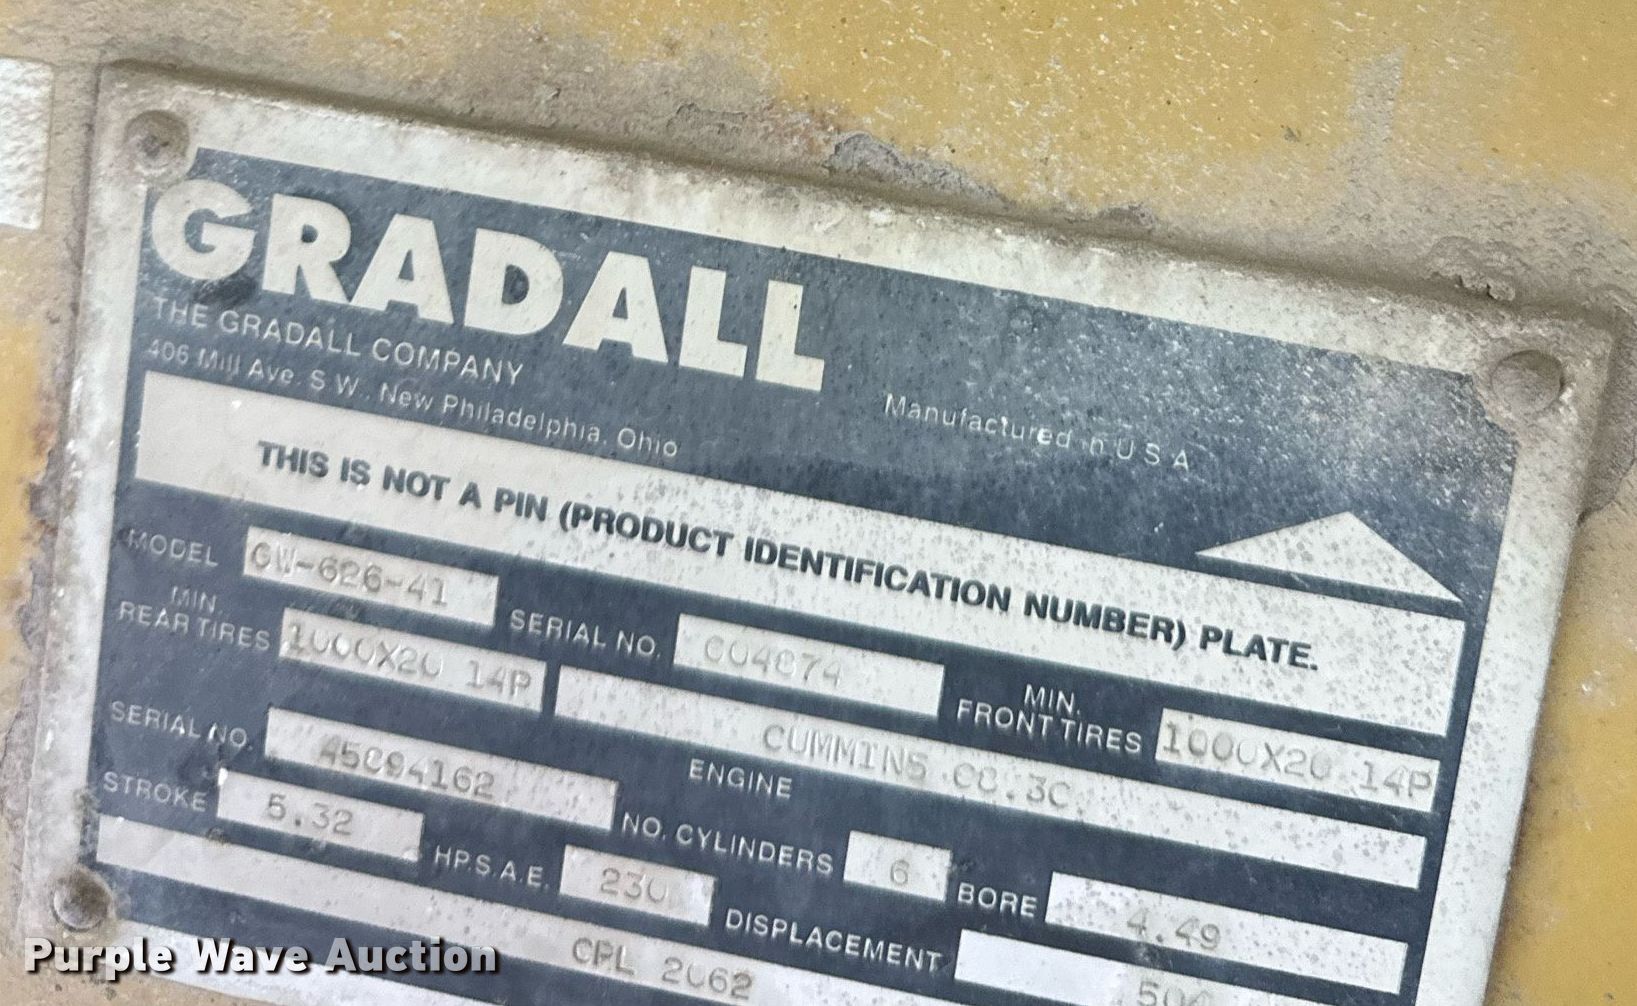 GRADALL
THE GRADALL COMPANY
406 Mill Ave. S.W., New Philadelphia, Ohio
Manufactured in U S A
THIS IS NOT A PIN (PRODUCT IDENTIFICATION NUMBER) PLATE.
MODEL GW-626-41
SERIAL NO.
MIN. REAR TIRES 1000X20 14P
MIN. FRONT TIRES 1000X20 14P
CUMMINS
ENGINE
SERIAL NO. 45C94162
NO. CYLINDERS 6
BORE 4.49
STROKE 5.32
H.P.S.A.E. 230
DISPLACEMENT
CPL 2062
Purple Wave Auction